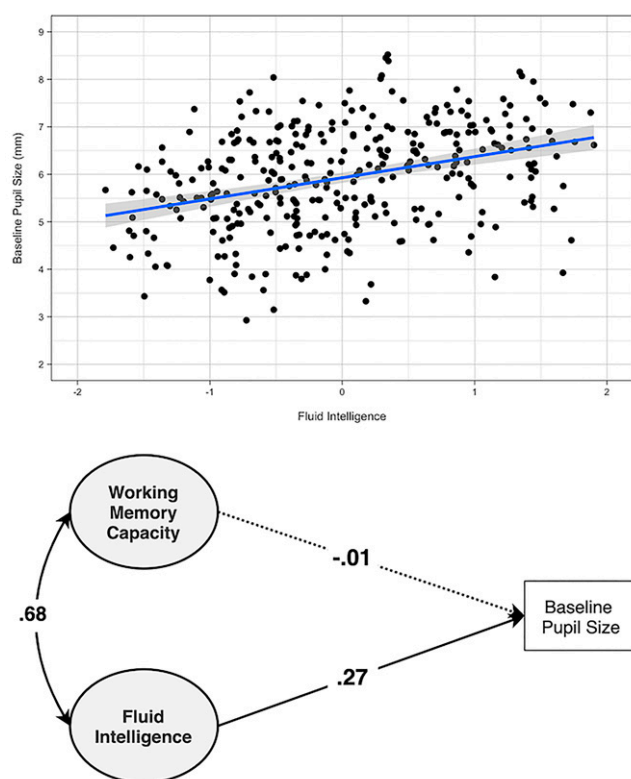 9
8
7
6
5
4
3
2
Baseline Pupil Size (mm)
-2
-1
0
1
2
Fluid Intelligence
Working
Memory
Capacity
-.01
.68
Baseline
Pupil Size
.27
Fluid
Intelligence